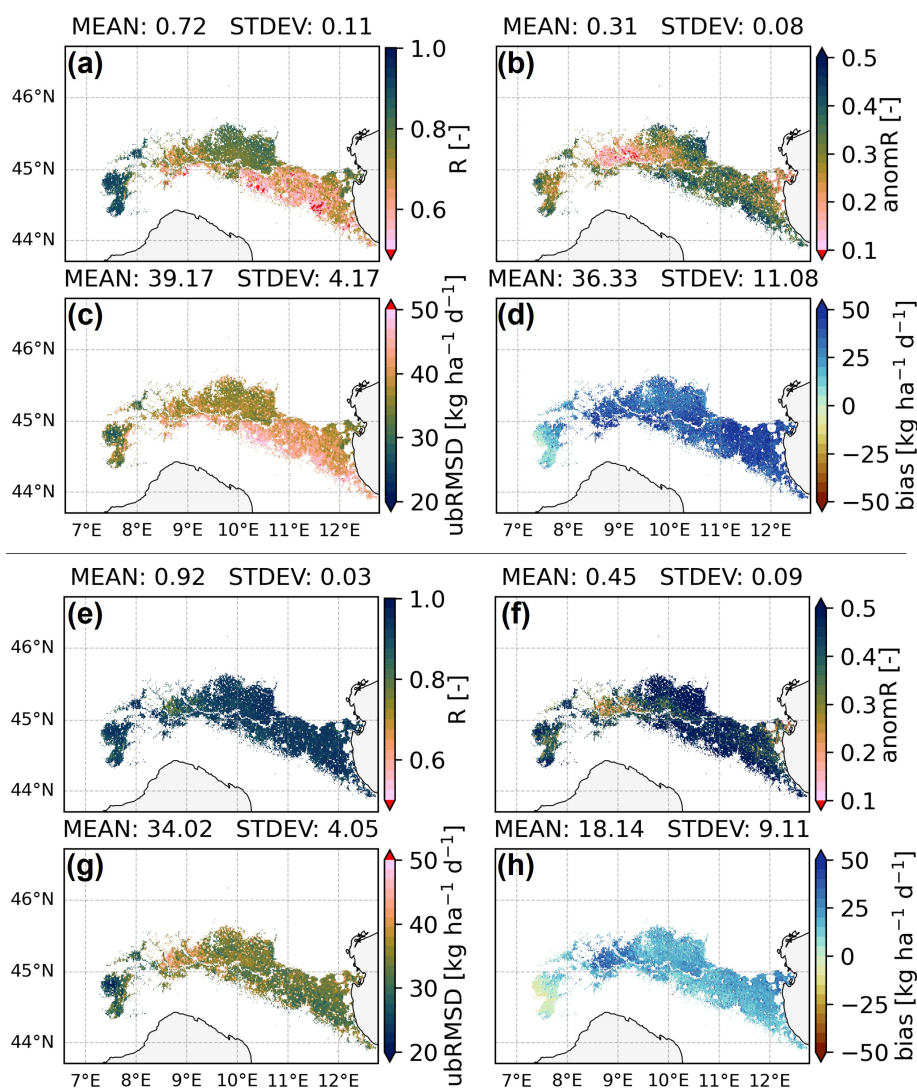 MEAN: 0.72 STDEV: 0.11
MEAN: 0.31 STDEV: 0.08
(a)
46°N
45°N
44°N
1.0
0.8
0.6
R [-]
(b)
0.5
0.4
0.3
0.2
0.1
anomR [-]
MEAN: 39.17 STDEV: 4.17
MEAN: 36.33 STDEV: 11.08
(c)
46°N
45°N
44°N
7°E 8°E 9°E 10°E 11°E 12°E
50
40
30
20
ubRMSD [kg ha⁻¹ d⁻¹]
(d)
7°E 8°E 9°E 10°E 11°E 12°E
50
25
0
−25
−50
bias [kg ha⁻¹ d⁻¹]
MEAN: 0.92 STDEV: 0.03
MEAN: 0.45 STDEV: 0.09
(e)
46°N
45°N
44°N
1.0
0.8
0.6
R [-]
(f)
0.5
0.4
0.3
0.2
0.1
anomR [-]
MEAN: 34.02 STDEV: 4.05
MEAN: 18.14 STDEV: 9.11
(g)
46°N
45°N
44°N
7°E 8°E 9°E 10°E 11°E 12°E
50
40
30
20
ubRMSD [kg ha⁻¹ d⁻¹]
(h)
7°E 8°E 9°E 10°E 11°E 12°E
50
25
0
−25
−50
bias [kg ha⁻¹ d⁻¹]